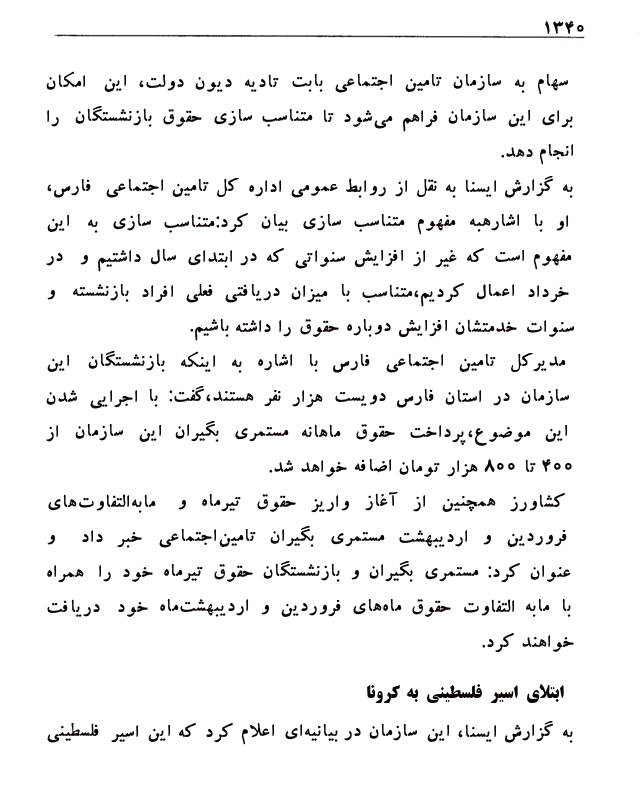 ۱۳۴۰
سهام به سازمان تامین اجتماعی بابت تادیه دیون دولت، این امکان
برای این سازمان فراهم می‌شود تا متناسب سازی حقوق بازنشستگان را
انجام دهد.
به گزارش ایسنا به نقل از روابط عمومی اداره کل تامین اجتماعی فارس،
او با اشارهبه مفهوم متناسب سازی بیان کرد:متناسب سازی به این
مفهوم است که غیر از افزایش سنواتی که در ابتدای سال داشتیم و در
خرداد اعمال کردیم،متناسب با میزان دریافتی فعلی افراد بازنشسته و
سنوات خدمتشان افزایش دوباره حقوق را داشته باشیم.
مدیرکل تامین اجتماعی فارس با اشاره به اینکه بازنشستگان این
سازمان در استان فارس دویست هزار نفر هستند،گفت: با اجرایی شدن
این موضوع،پرداخت حقوق ماهانه مستمری بگیران این سازمان از
۴۰۰ تا ۸۰۰ هزار تومان اضافه خواهد شد.
کشاورز همچنین از آغاز واریز حقوق تیرماه و مابه‌التفاوت‌های
فروردین و اردیبهشت مستمری بگیران تامین‌اجتماعی خبر داد و
عنوان کرد: مستمری بگیران و بازنشستگان حقوق تیرماه خود را همراه
با مابه التفاوت حقوق ماه‌های فروردین و اردیبهشت‌ماه خود دریافت
خواهند کرد.
ابتلای اسیر فلسطینی به کرونا
به گزارش ایسنا، این سازمان در بیانیه‌ای اعلام کرد که این اسیر فلسطینی